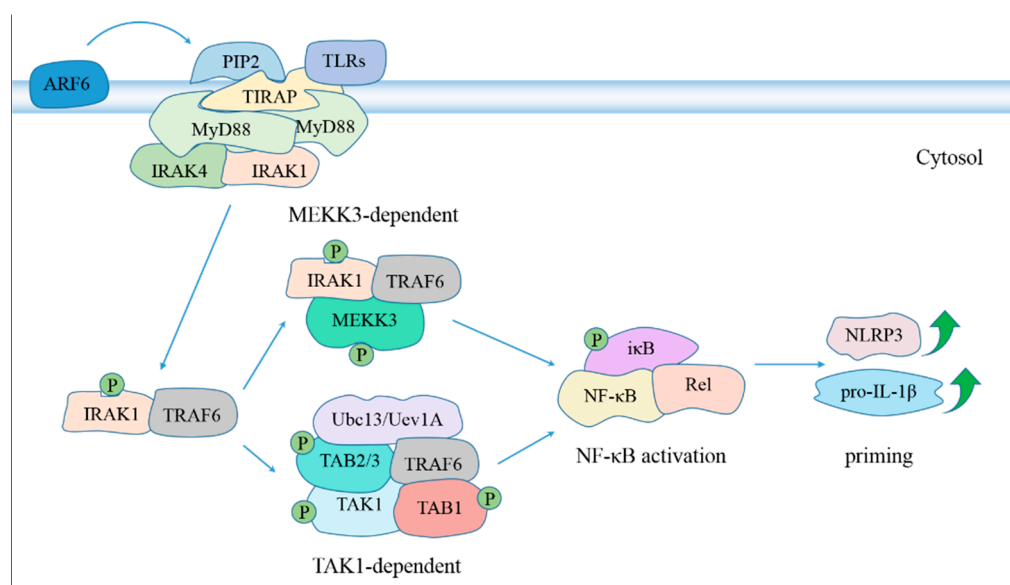 PIP2
TLRs
ARF6
TIRAP
MyD88
MyD88
IRAK4
IRAK1
Cytosol
MEKK3-dependent
P
IRAK1
TRAF6
MEKK3
P
P
iκB
NF-κB
Rel
NLRP3
pro-IL-1β
P
IRAK1
TRAF6
Ubc13/Uev1A
P
TAB2/3
TRAF6
P
TAK1
TAB1
P
NF-κB activation
priming
TAK1-dependent